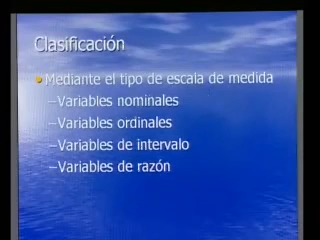 Clasificación
Mediante el tipo de escala de medida
–Variables nominales
–Variables ordinales
–Variables de intervalo
–Variables de razón